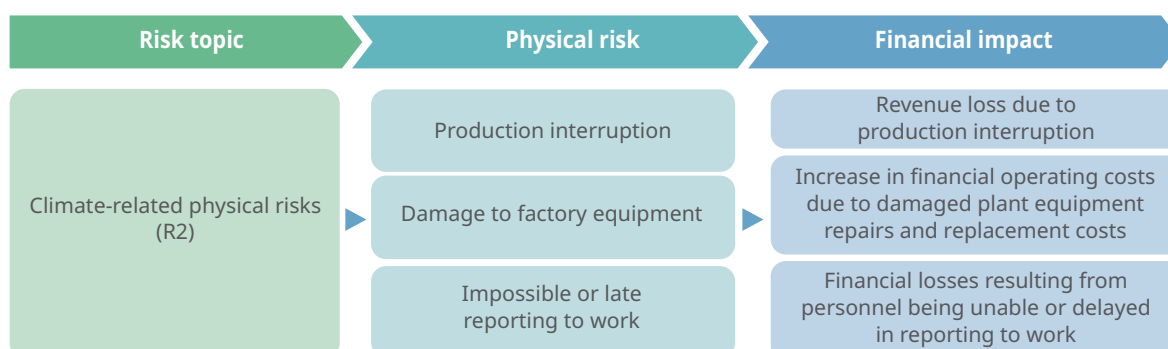 Risk topic
Physical risk
Financial impact
Climate-related physical risks
(R2)
Production interruption
Damage to factory equipment
Impossible or late
reporting to work
Revenue loss due to
production interruption
Increase in financial operating costs
due to damaged plant equipment
repairs and replacement costs
Financial losses resulting from
personnel being unable or delayed
in reporting to work